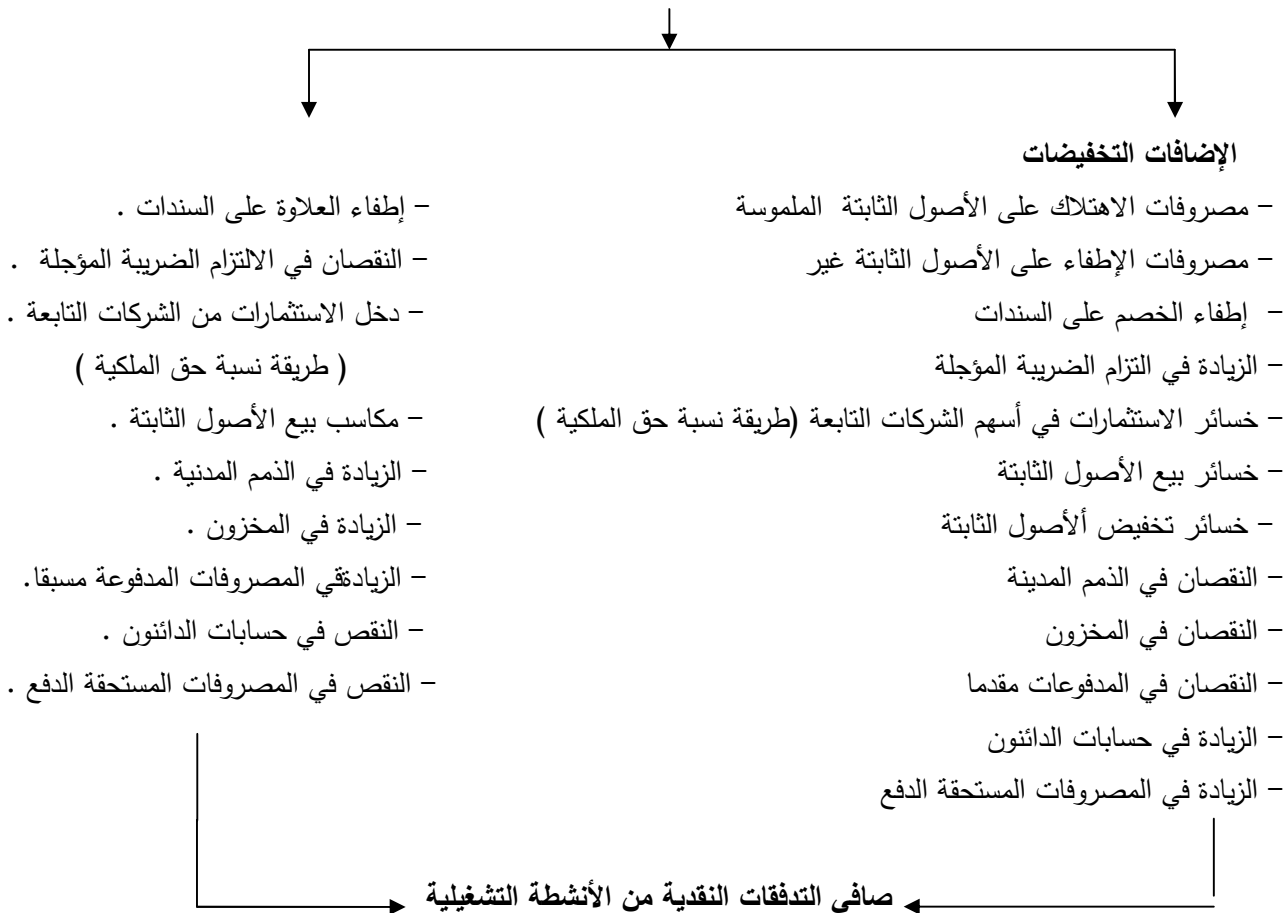 الإضافات التخفيضات
– مصروفات الاهتلاك على الأصول الثابتة الملموسة
– مصروفات الإطفاء على الأصول الثابتة غير
– إطفاء الخصم على السندات
– الزيادة في التزام الضريبة المؤجلة
– خسائر الاستثمارات في أسهم الشركات التابعة (طريقة نسبة حق الملكية )
– خسائر بيع الأصول الثابتة
– خسائر تخفيض ألأصول الثابتة
– النقصان في الذمم المدينة
– النقصان في المخزون
– النقصان في المدفوعات مقدما
– الزيادة في حسابات الدائنون
– الزيادة في المصروفات المستحقة الدفع
– إطفاء العلاوة على السندات .
– النقصان في الالتزام الضريبة المؤجلة .
– دخل الاستثمارات من الشركات التابعة .
( طريقة نسبة حق الملكية )
– مكاسب بيع الأصول الثابتة .
– الزيادة في الذمم المدنية .
– الزيادة في المخزون .
– الزيادةقي المصروفات المدفوعة مسبقا.
– النقص في حسابات الدائنون .
– النقص في المصروفات المستحقة الدفع .
صافي التدفقات النقدية من الأنشطة التشغيلية